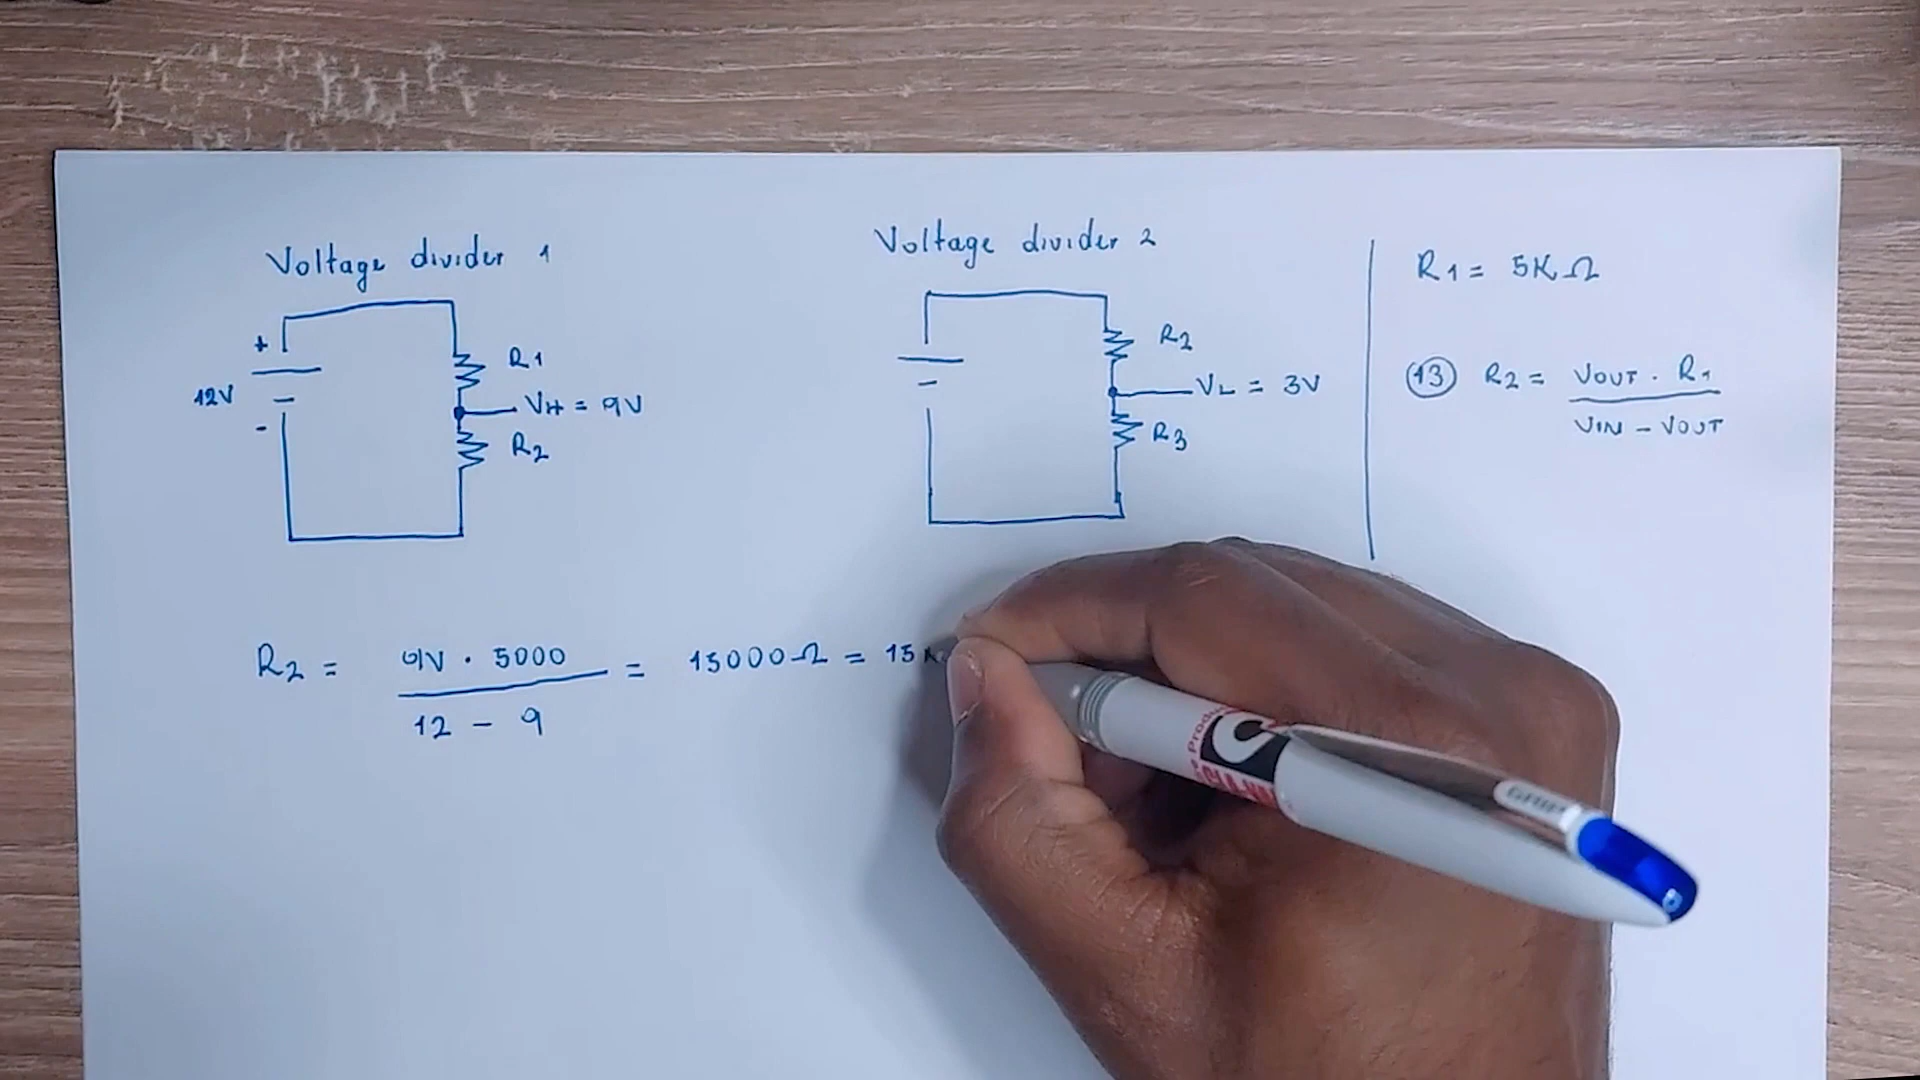 Voltage divider 1
+
12V
-
R1
VH = 9V
R2
Voltage divider 2
R2
VL = 3V
R3
R1 = 5KΩ
(13) R2 = VOUT . R1
VIN - VOUT
R2 = 9V . 5000 = 15000Ω = 15K
12 - 9